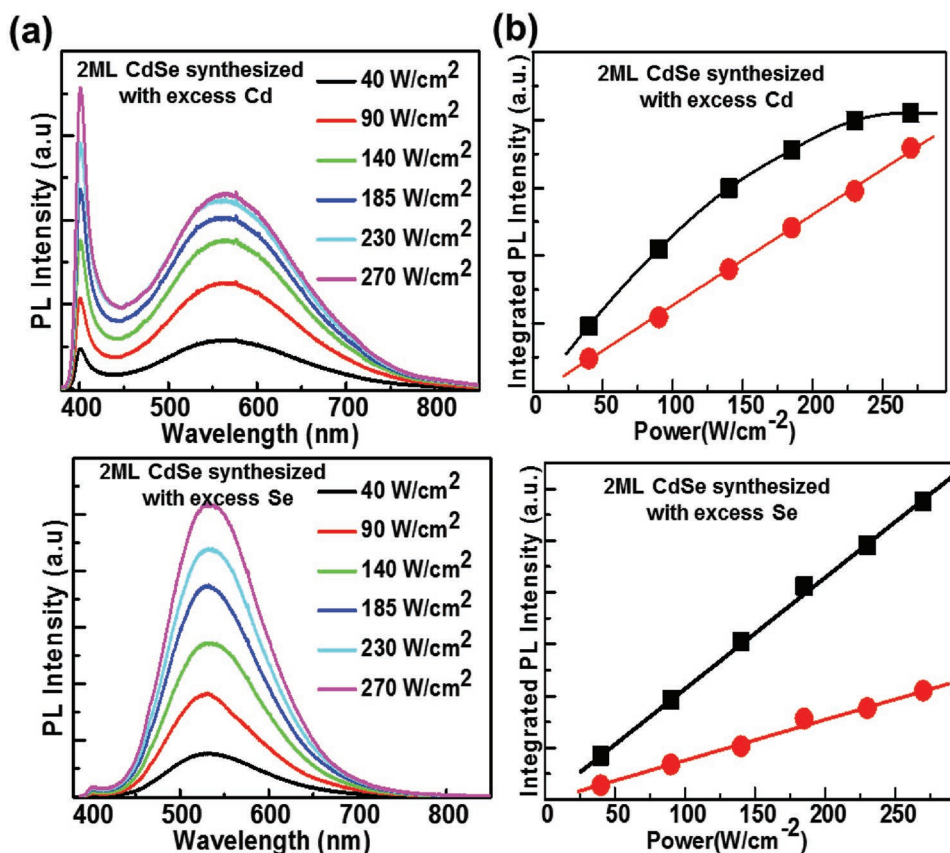 (a)
2ML CdSe synthesized
with excess Cd
40 W/cm²
90 W/cm²
140 W/cm²
185 W/cm²
230 W/cm²
270 W/cm²
PL Intensity (a.u)
400 500 600 700 800
Wavelength (nm)
(b)
2ML CdSe synthesized
with excess Cd
Integrated PL Intensity (a.u.)
0 50 100 150 200 250
Power(W/cm⁻²)
2ML CdSe synthesized
with excess Se
40 W/cm²
90 W/cm²
140 W/cm²
185 W/cm²
230 W/cm²
270 W/cm²
PL Intensity (a.u)
400 500 600 700 800
Wavelength (nm)
2ML CdSe synthesized
with excess Se
Integrated PL Intensity (a.u.)
0 50 100 150 200 250
Power(W/cm⁻²)